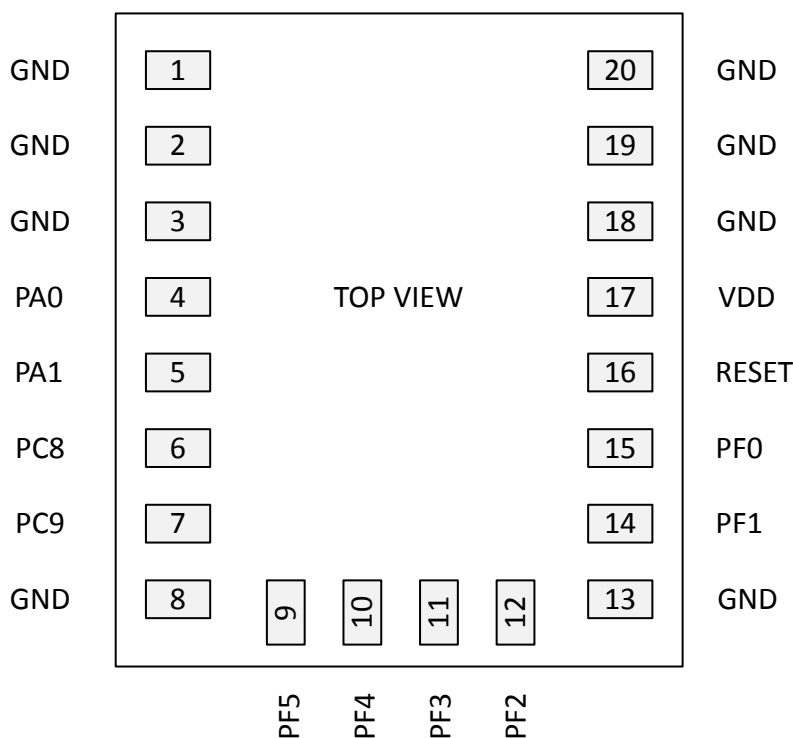 GND 1 20 GND
GND 2 19 GND
GND 3 18 GND
PA0 4 TOP VIEW 17 VDD
PA1 5 16 RESET
PC8 6 15 PF0
PC9 7 14 PF1
GND 8 9 10 11 12 13 GND
PF5 PF4 PF3 PF2